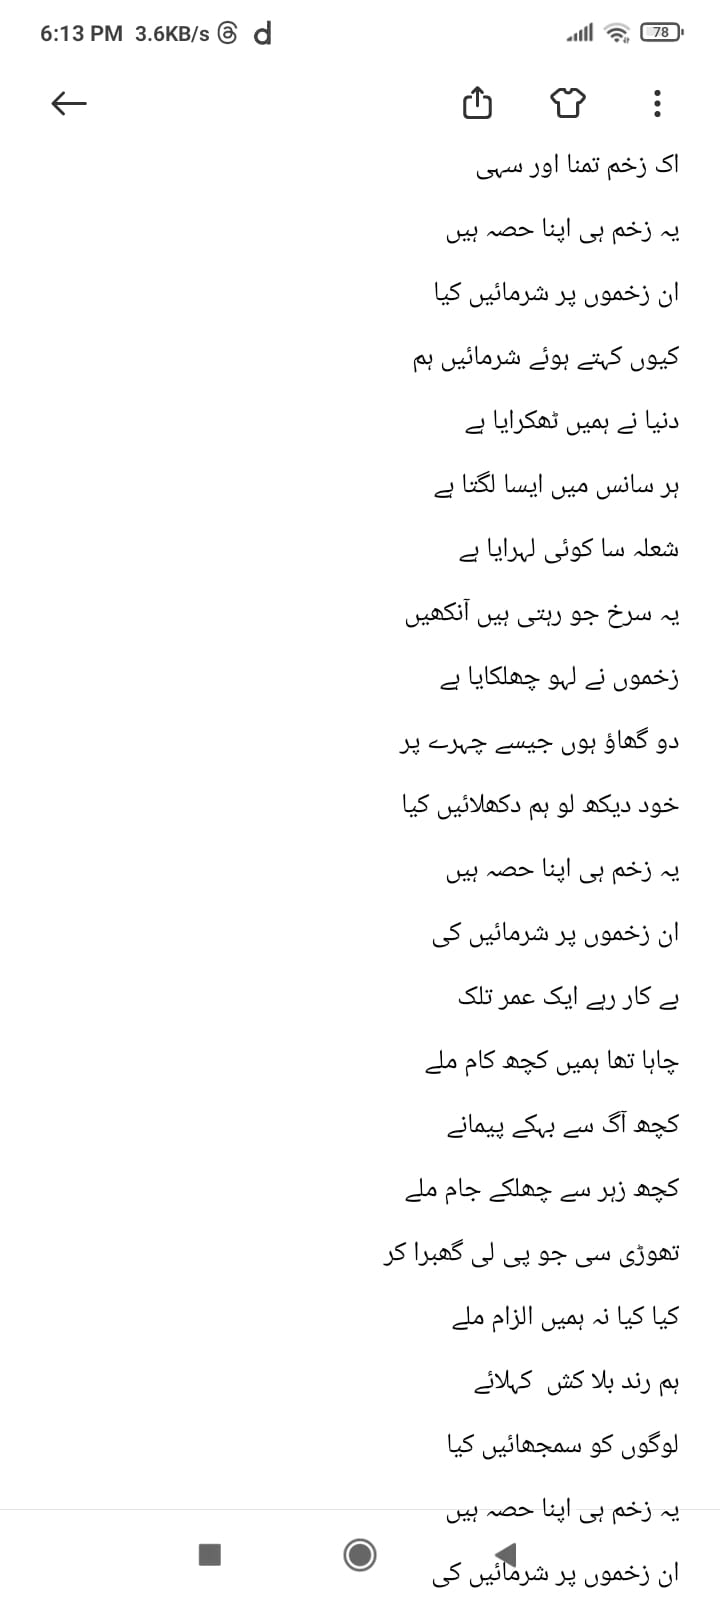 6:13 PM 3.6KB/s d 78
اک زخم تمنا اور سہی
یہ زخم ہی اپنا حصہ ہیں
ان زخموں پر شرمائیں کیا
کیوں کہتے ہوئے شرمائیں ہم
دنیا نے ہمیں ٹھکرایا ہے
ہر سانس میں ایسا لگتا ہے
شعلہ سا کوئی لہرایا ہے
یہ سرخ جو رہتی ہیں آنکھیں
زخموں نے لہو چھلکایا ہے
دو گھاؤ ہوں جیسے چہرے پر
خود دیکھ لو ہم دکھلائیں کیا
یہ زخم ہی اپنا حصہ ہیں
ان زخموں پر شرمائیں کی
بے کار رہے ایک عمر تلک
چاہا تھا ہمیں کچھ کام ملے
کچھ آگ سے بہکے پیمانے
کچھ زہر سے چھلکے جام ملے
تھوڑی سی جو پی لی گھبرا کر
کیا کیا نہ ہمیں الزام ملے
ہم رند بلا کش کہلائے
لوگوں کو سمجھائیں کیا
یہ زخم ہی اپنا حصہ ہیں
ان زخموں پر شرمائیں کی